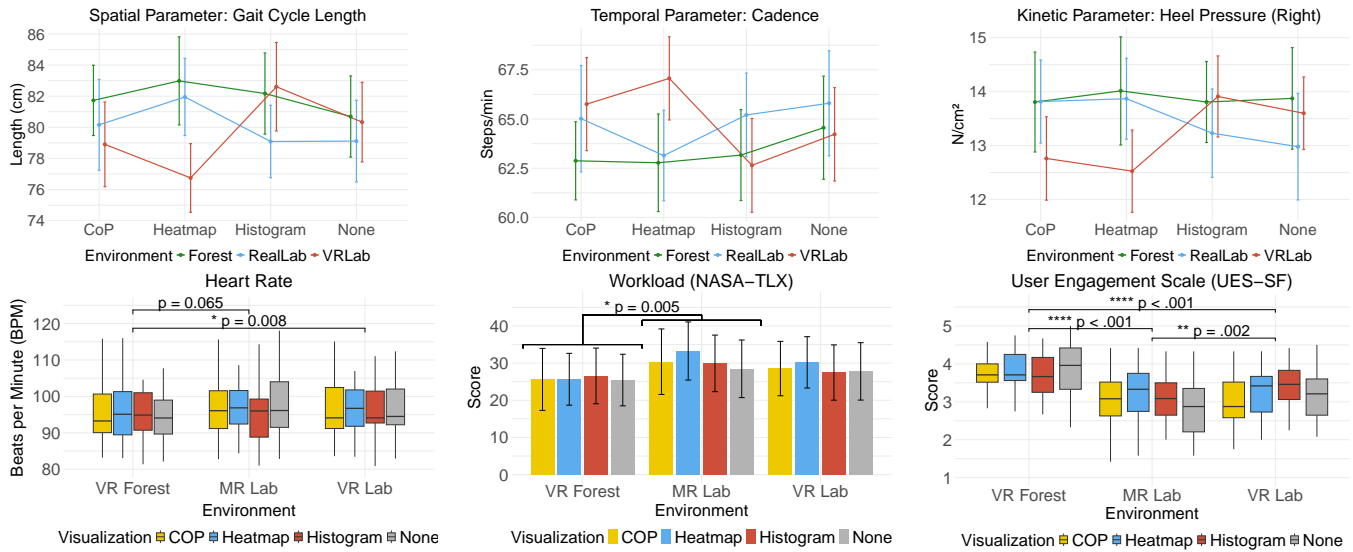 Spatial Parameter: Gait Cycle Length
Length (cm)
86
84
82
80
78
76
74
CoP Heatmap Histogram None
Environment Forest RealLab VRLab
Temporal Parameter: Cadence
Steps/min
67.5
65.0
62.5
60.0
CoP Heatmap Histogram None
Environment Forest RealLab VRLab
Kinetic Parameter: Heel Pressure (Right)
N/cm²
15
14
13
12
CoP Heatmap Histogram None
Environment Forest RealLab VRLab
Heart Rate
Beats per Minute (BPM)
120
110
100
90
80
p = 0.065
* p = 0.008
VR Forest MR Lab VR Lab
Environment
Visualization COP Heatmap Histogram None
Workload (NASA−TLX)
Score
40
30
20
10
0
* p = 0.005
VR Forest MR Lab VR Lab
Environment
Visualization COP Heatmap Histogram None
User Engagement Scale (UES−SF)
Score
5
4
3
2
1
**** p < .001
**** p < .001
** p = .002
VR Forest MR Lab VR Lab
Environment
Visualization COP Heatmap Histogram None